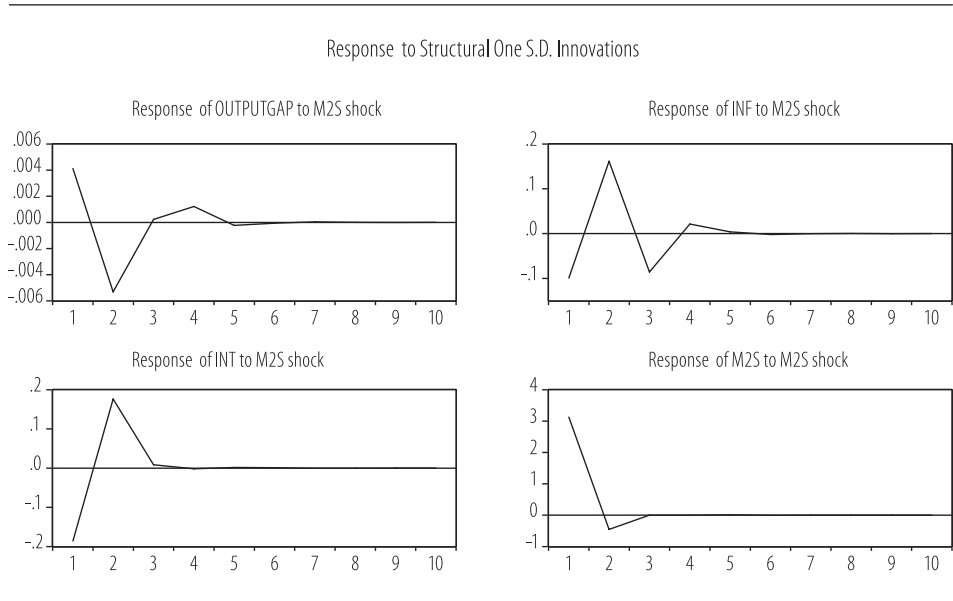 Response to Structural One S.D. Innovations
Response of OUTPUTGAP to M2S shock
.006
.004
.002
.000
-.002
-.004
-.006
1 2 3 4 5 6 7 8 9 10
Response of INF to M2S shock
.2
.1
.0
-.1
1 2 3 4 5 6 7 8 9 10
Response of INT to M2S shock
.2
.1
.0
-.1
-.2
1 2 3 4 5 6 7 8 9 10
Response of M2S to M2S shock
4
3
2
1
0
-1
1 2 3 4 5 6 7 8 9 10